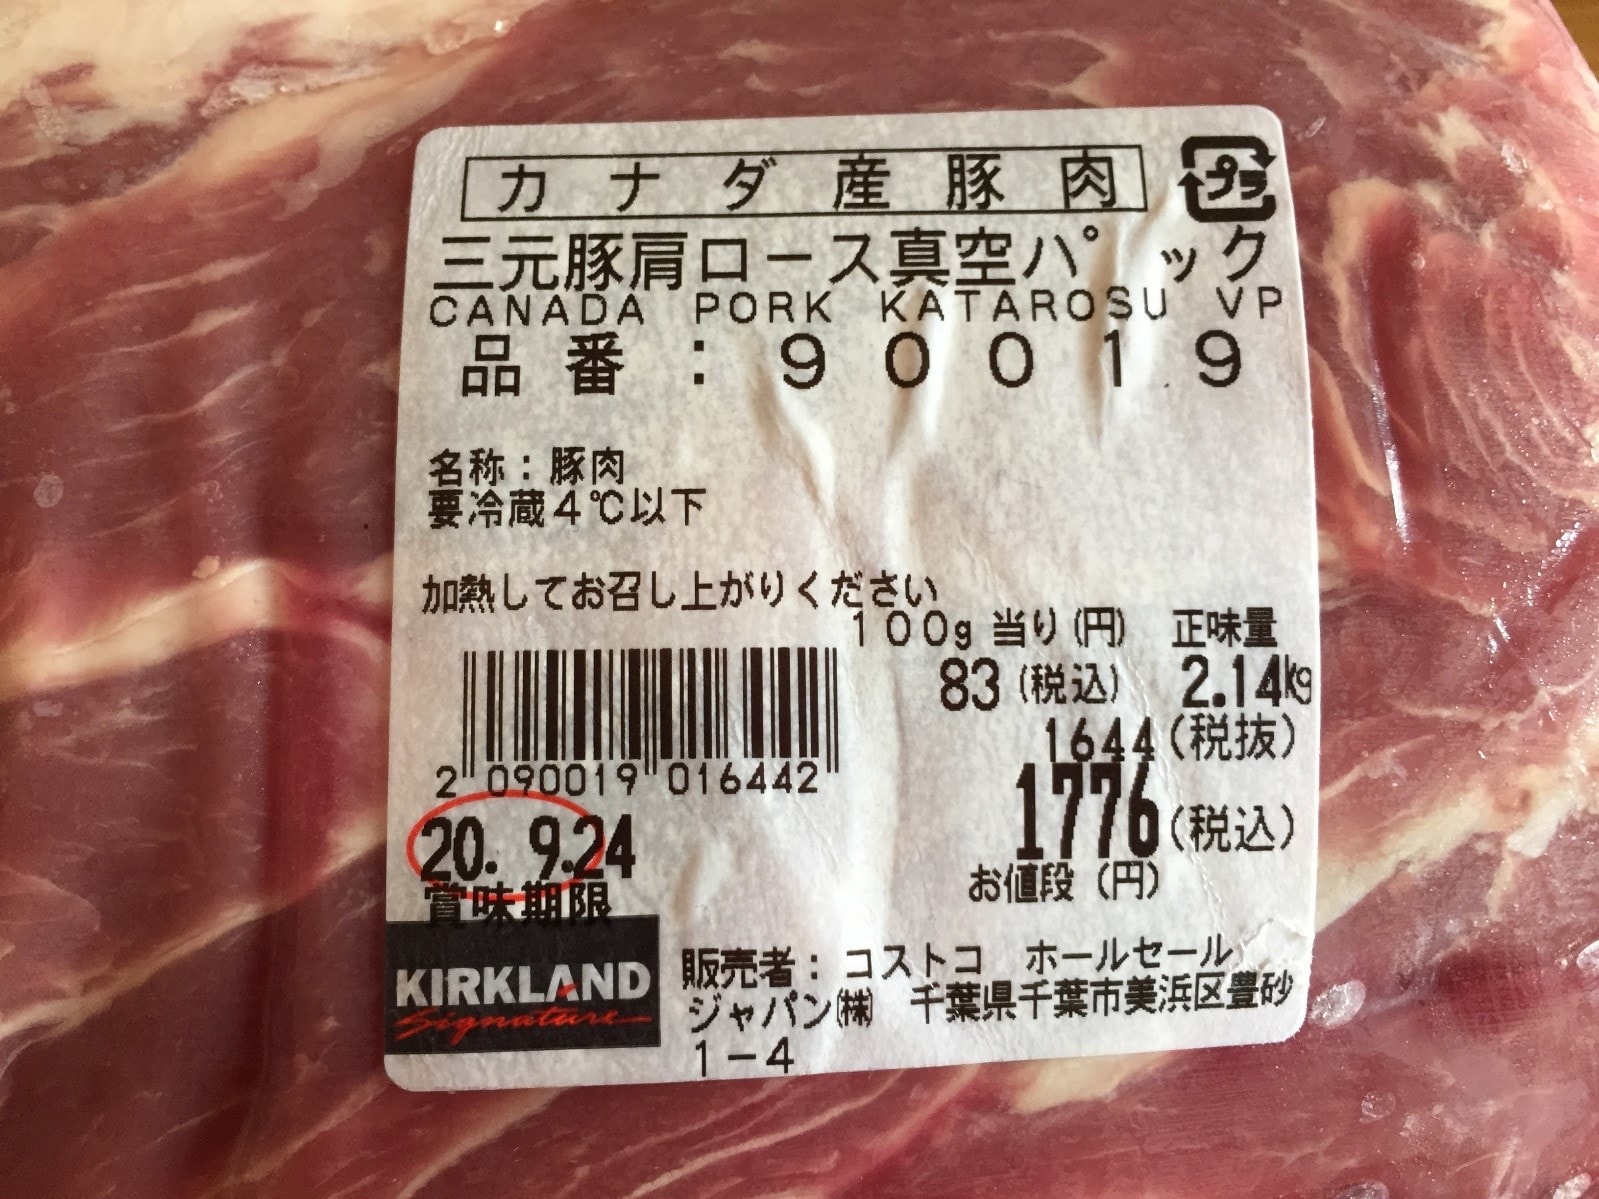 カナダ産豚肉
プラ
三元豚肩ロース真空パック
CANADA PORK KATAROSU VP
品番:90019
名称:豚肉
要冷蔵4℃以下
加熱してお召し上がりください
100g当り(円) 正味量
83(税込) 2.14kg
1644(税抜)
1776(税込)
お値段(円)
2 090019 016442
20. 9.24
賞味期限
KIRKLAND
Signature
販売者:コストコ ホールセール
ジャパン㈱ 千葉県千葉市美浜区豊砂
1-4